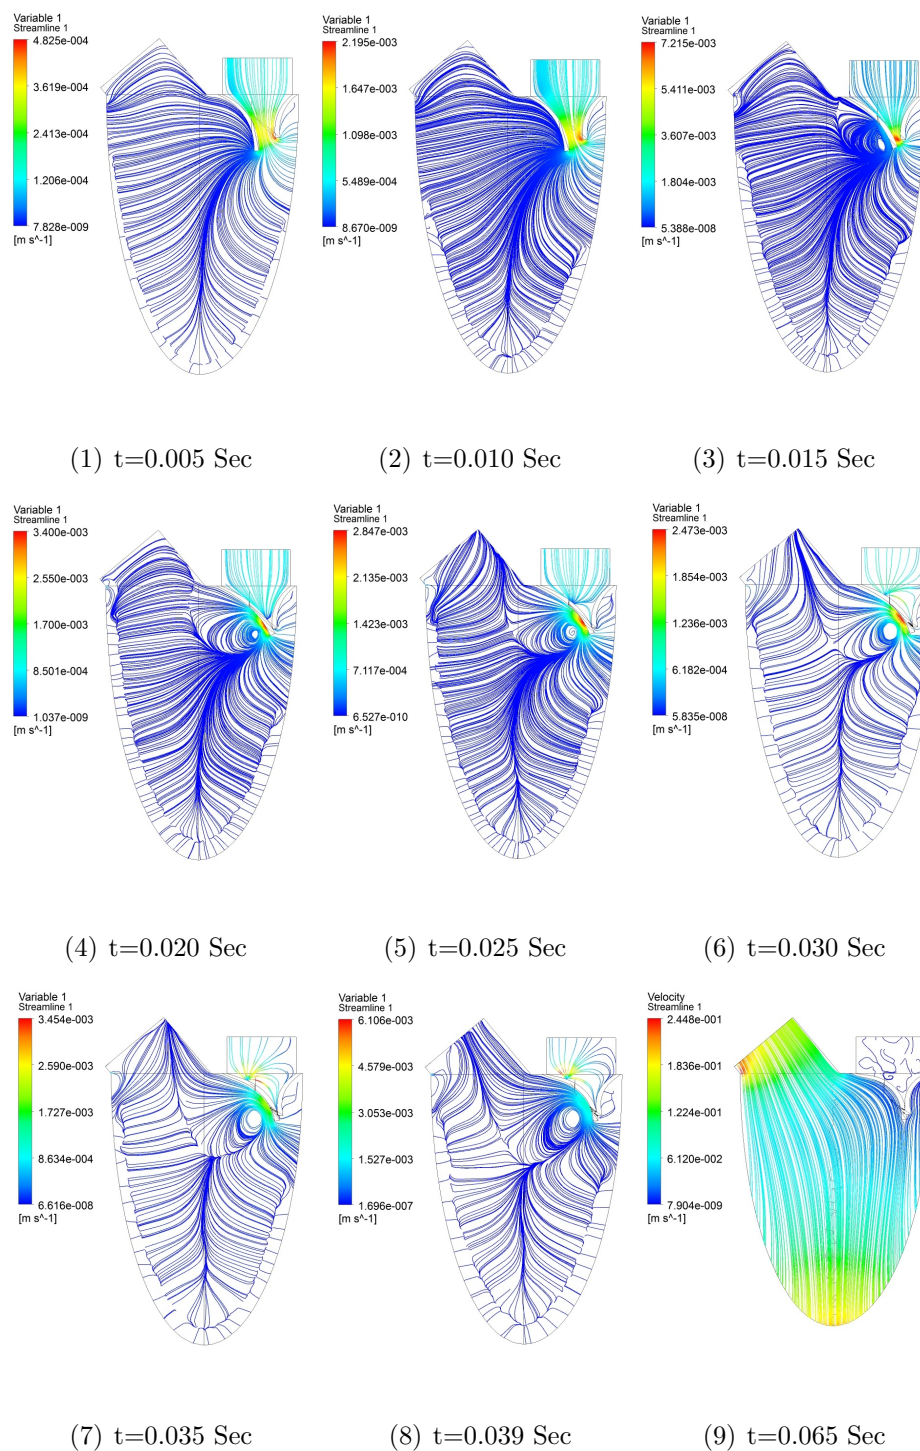 Variable 1
Streamline 1
4.825e-004
3.619e-004
2.413e-004
1.206e-004
7.828e-009
[m s^-1]
(1) t=0.005 Sec
Variable 1
Streamline 1
2.195e-003
1.647e-003
1.098e-003
5.489e-004
8.670e-009
[m s^-1]
(2) t=0.010 Sec
Variable 1
Streamline 1
7.215e-003
5.411e-003
3.607e-003
1.804e-003
5.388e-008
[m s^-1]
(3) t=0.015 Sec
Variable 1
Streamline 1
3.400e-003
2.550e-003
1.700e-003
8.501e-004
1.037e-009
[m s^-1]
(4) t=0.020 Sec
Variable 1
Streamline 1
2.847e-003
2.135e-003
1.423e-003
7.117e-004
6.527e-010
[m s^-1]
(5) t=0.025 Sec
Variable 1
Streamline 1
2.473e-003
1.854e-003
1.236e-003
6.182e-004
5.835e-008
[m s^-1]
(6) t=0.030 Sec
Variable 1
Streamline 1
3.454e-003
2.590e-003
1.727e-003
8.634e-004
6.616e-008
[m s^-1]
(7) t=0.035 Sec
Variable 1
Streamline 1
6.106e-003
4.579e-003
3.053e-003
1.527e-003
1.696e-007
[m s^-1]
(8) t=0.039 Sec
Velocity
Streamline 1
2.448e-001
1.836e-001
1.224e-001
6.120e-002
7.904e-009
[m s^-1]
(9) t=0.065 Sec